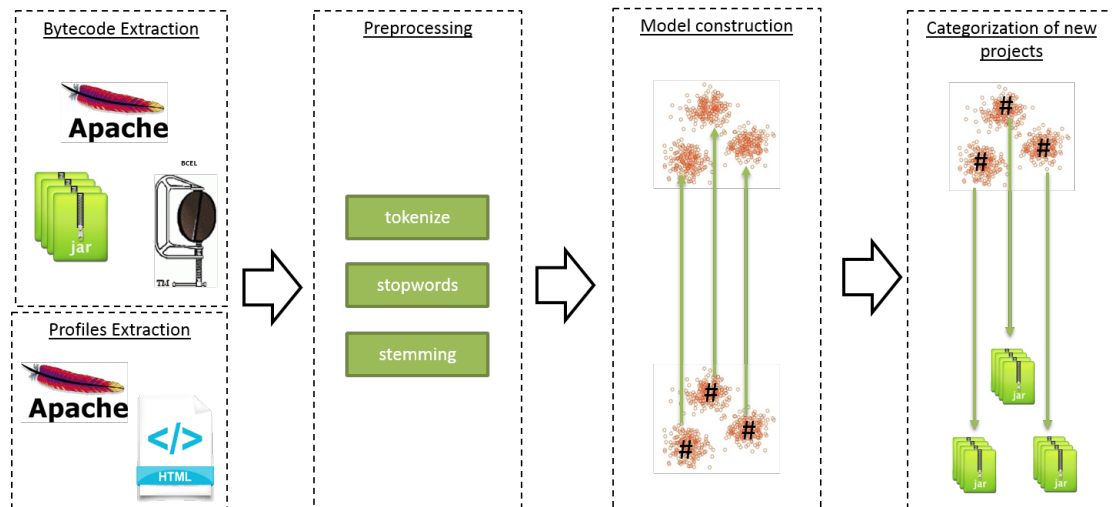 Bytecode Extraction
Apache
BCEL
jar
TM
Profiles Extraction
Apache
</>
HTML
Preprocessing
tokenize
stopwords
stemming
Model construction
#
#
#
Categorization of new
projects
#
#
#
jar
jar
jar